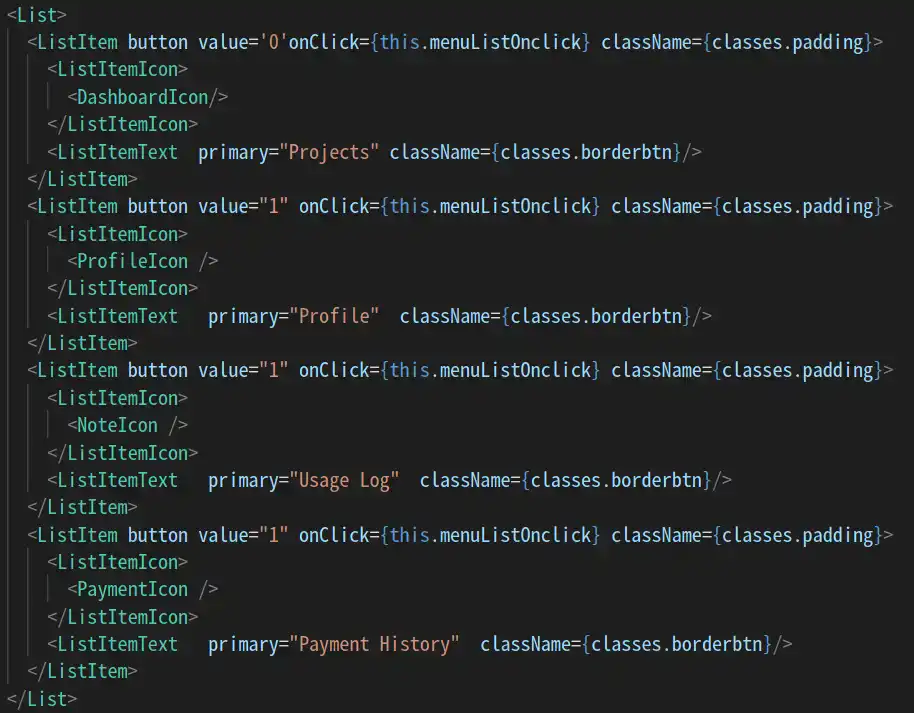 <List>
<ListItem button value='0'onClick={this.menuListOnclick} className={classes.padding}>
<ListItemIcon>
<DashboardIcon/>
</ListItemIcon>
<ListItemText  primary="Projects" className={classes.borderbtn}/>
</ListItem>
<ListItem button value="1" onClick={this.menuListOnclick} className={classes.padding}>
<ListItemIcon>
<ProfileIcon />
</ListItemIcon>
<ListItemText   primary="Profile"  className={classes.borderbtn}/>
</ListItem>
<ListItem button value="1" onClick={this.menuListOnclick} className={classes.padding}>
<ListItemIcon>
<NoteIcon />
</ListItemIcon>
<ListItemText   primary="Usage Log"  className={classes.borderbtn}/>
</ListItem>
<ListItem button value="1" onClick={this.menuListOnclick} className={classes.padding}>
<ListItemIcon>
<PaymentIcon />
</ListItemIcon>
<ListItemText   primary="Payment History"  className={classes.borderbtn}/>
</ListItem>
</List>